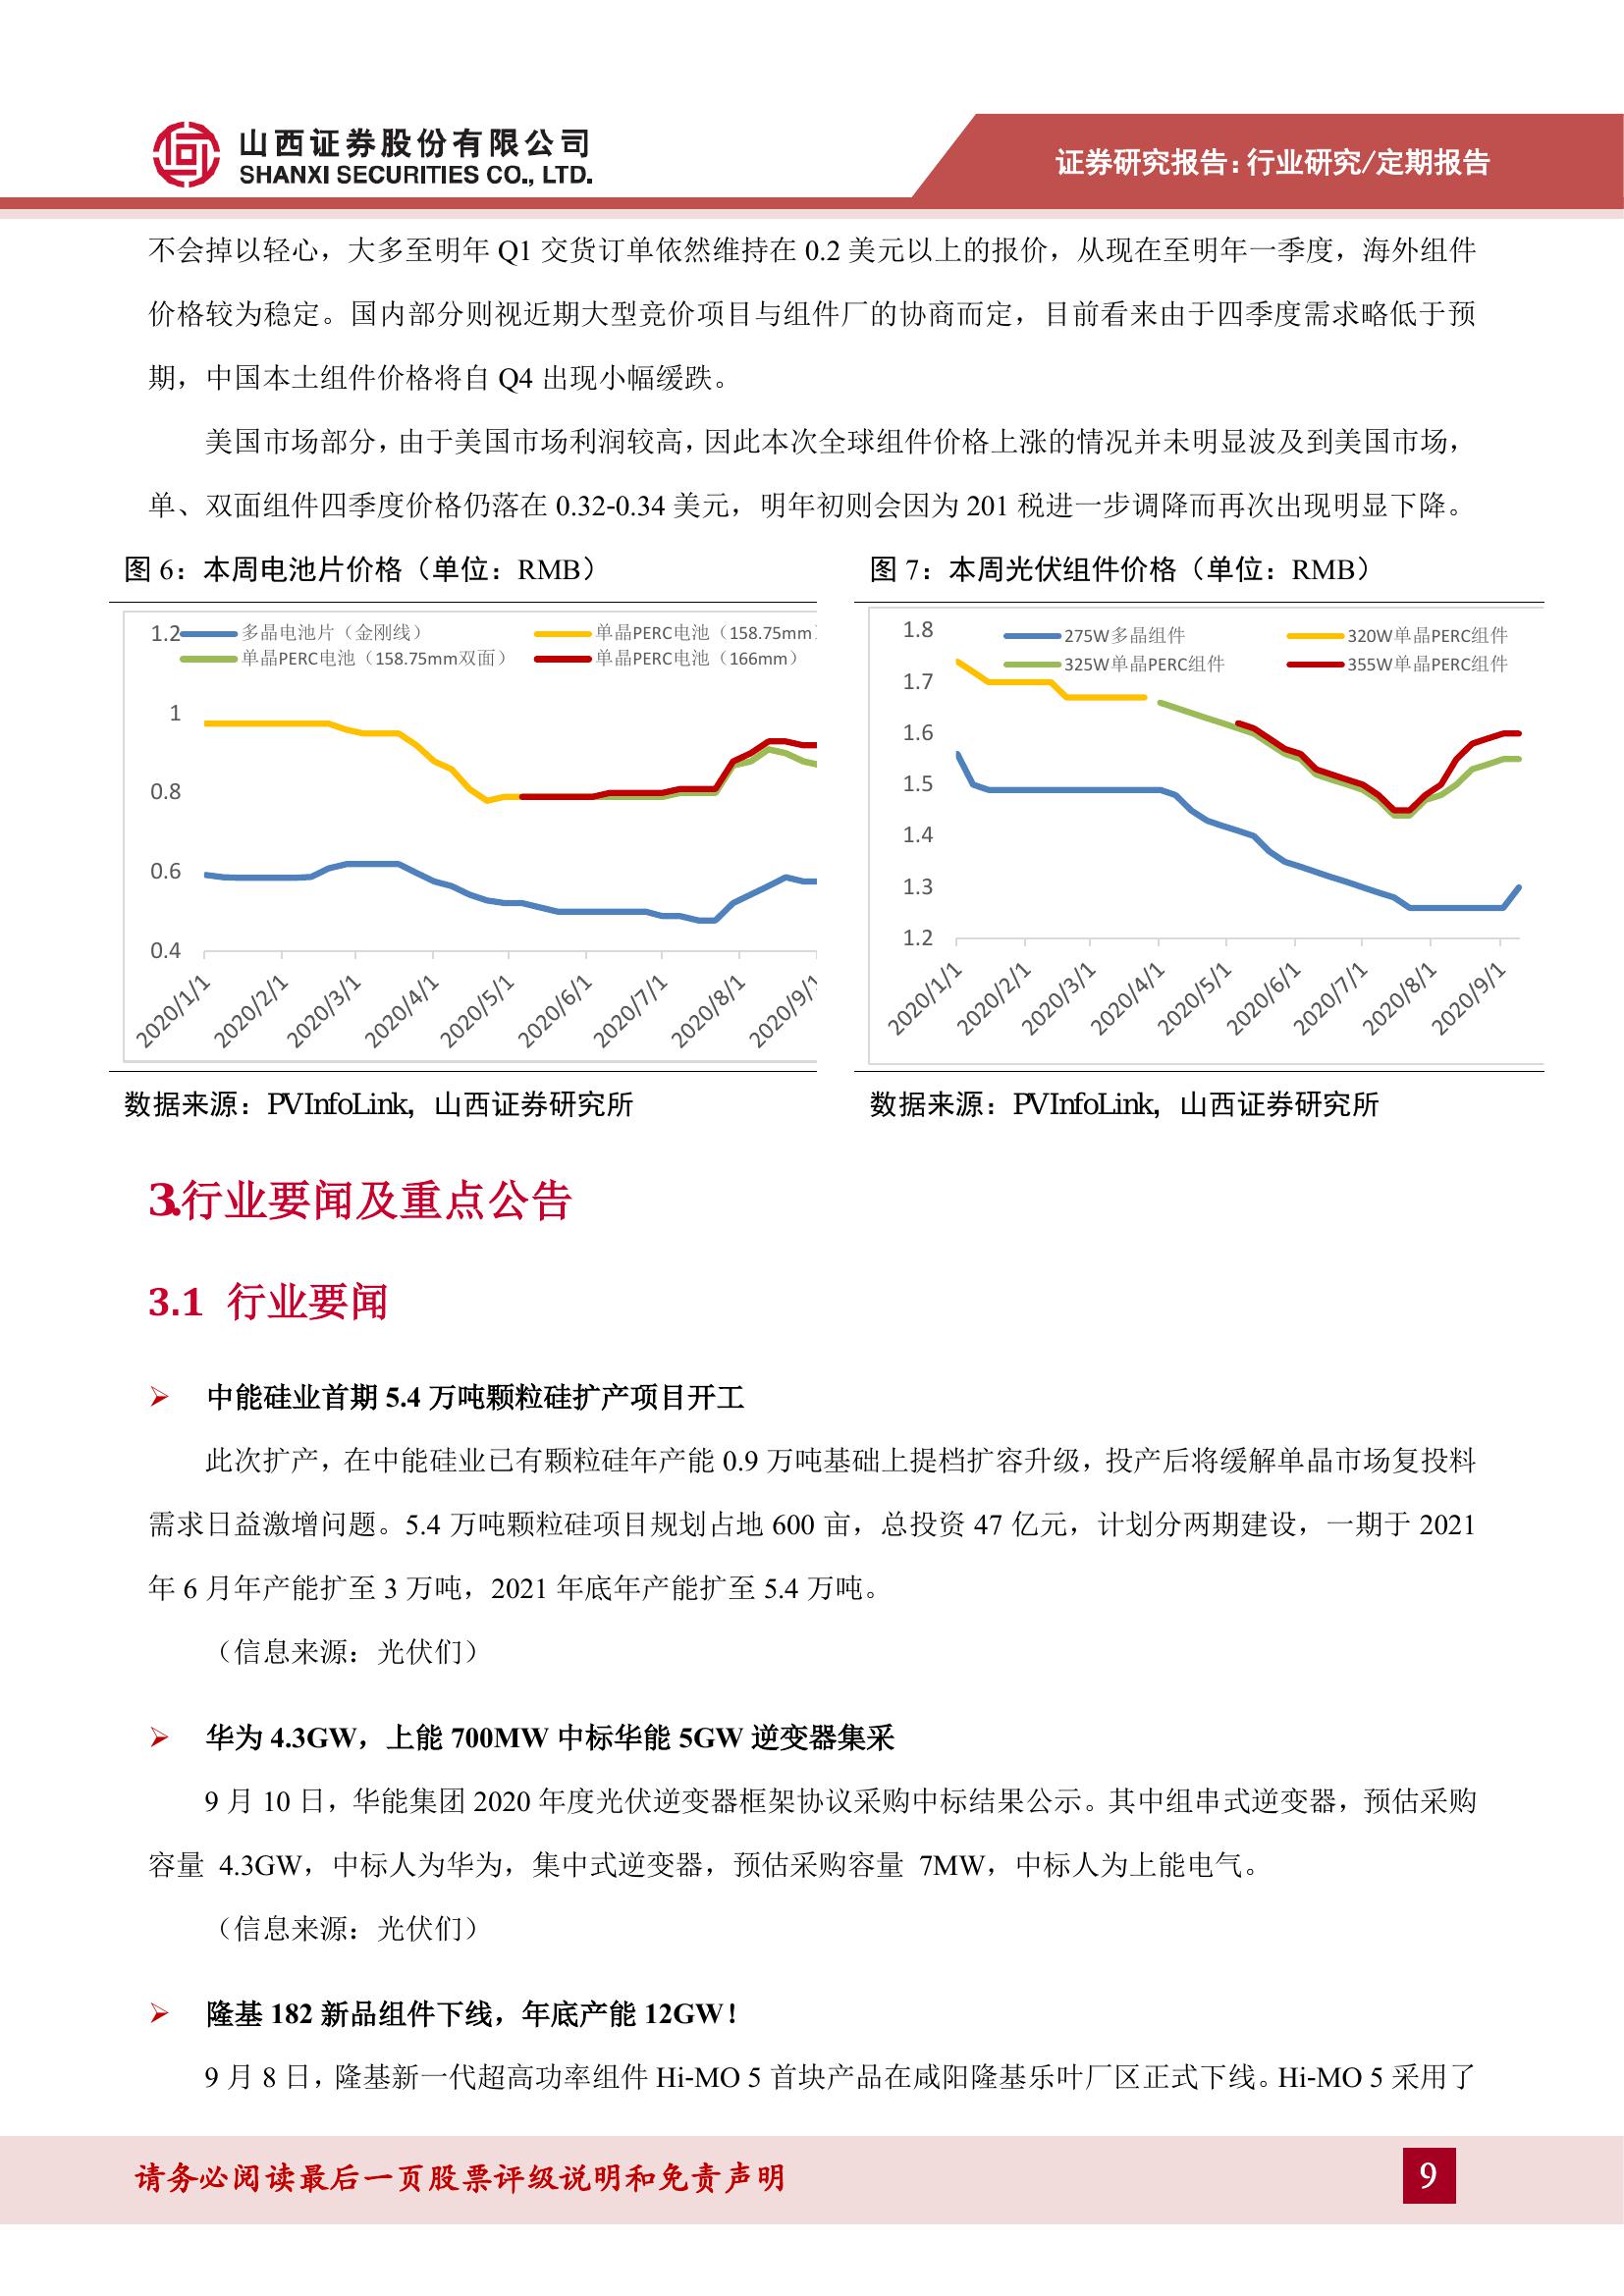 山西证券股份有限公司
SHANXI SECURITIES CO., LTD.
证券研究报告：行业研究/定期报告
不会掉以轻心，大多至明年 Q1 交货订单依然维持在 0.2 美元以上的报价，从现在至明年一季度，海外组件
价格较为稳定。国内部分则视近期大型竞价项目与组件厂的协商而定，目前看来由于四季度需求略低于预
期，中国本土组件价格将自 Q4 出现小幅缓跌。
美国市场部分，由于美国市场利润较高，因此本次全球组件价格上涨的情况并未明显波及到美国市场，
单、双面组件四季度价格仍落在 0.32-0.34 美元，明年初则会因为 201 税进一步调降而再次出现明显下降。
图 6：本周电池片价格（单位：RMB）
1.2
多晶电池片（金刚线）
单晶PERC电池（158.75mm
单晶PERC电池（158.75mm双面）
单晶PERC电池（166mm）
1
0.8
0.6
0.4
2020/1/1
2020/2/1
2020/3/1
2020/4/1
2020/5/1
2020/6/1
2020/7/1
2020/8/1
2020/9/1
数据来源：PVInfoLink，山西证券研究所
图 7：本周光伏组件价格（单位：RMB）
275W多晶组件
320W单晶PERC组件
325W单晶PERC组件
355W单晶PERC组件
1.8
1.7
1.6
1.5
1.4
1.3
1.2
2020/1/1
2020/2/1
2020/3/1
2020/4/1
2020/5/1
2020/6/1
2020/7/1
2020/8/1
2020/9/1
数据来源：PVInfoLink，山西证券研究所
3.行业要闻及重点公告
3.1 行业要闻
➢ 中能硅业首期 5.4 万吨颗粒硅扩产项目开工
此次扩产，在中能硅业已有颗粒硅年产能 0.9 万吨基础上提档扩容升级，投产后将缓解单晶市场复投料
需求日益激增问题。5.4 万吨颗粒硅项目规划占地 600 亩，总投资 47 亿元，计划分两期建设，一期于 2021
年 6 月年产能扩至 3 万吨，2021 年底年产能扩至 5.4 万吨。
（信息来源：光伏们）
➢ 华为 4.3GW，上能 700MW 中标华能 5GW 逆变器集采
9 月 10 日，华能集团 2020 年度光伏逆变器框架协议采购中标结果公示。其中组串式逆变器，预估采购
容量 4.3GW，中标人为华为，集中式逆变器，预估采购容量 7MW，中标人为上能电气。
（信息来源：光伏们）
➢ 隆基 182 新品组件下线，年底产能 12GW！
9 月 8 日，隆基新一代超高功率组件 Hi-MO 5 首块产品在咸阳隆基乐叶厂区正式下线。Hi-MO 5 采用了
请务必阅读最后一页股票评级说明和免责声明
9